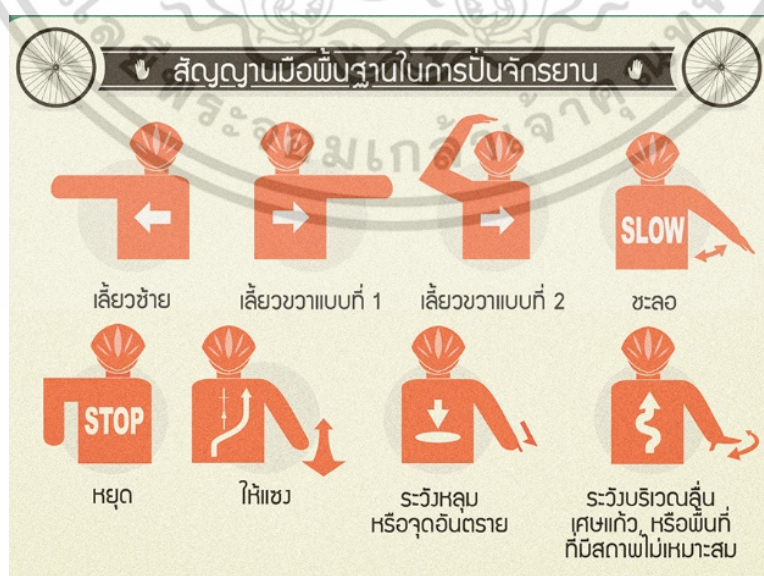 สัญญานมือพื้นฐานในการปั่นจักรยาน
เลี้ยวซ้าย
เลี้ยวขวาแบบที่ 1
เลี้ยวขวาแบบที่ 2
SLOW
ชะลอ
STOP
หยุด
ให้แซง
ระวังหลุม
หรือจุดอันตราย
ระวังบริเวณลื่น
เศษแก้ว, หรือพื้นที่
ที่มีสภาพไม่เหมาะสม